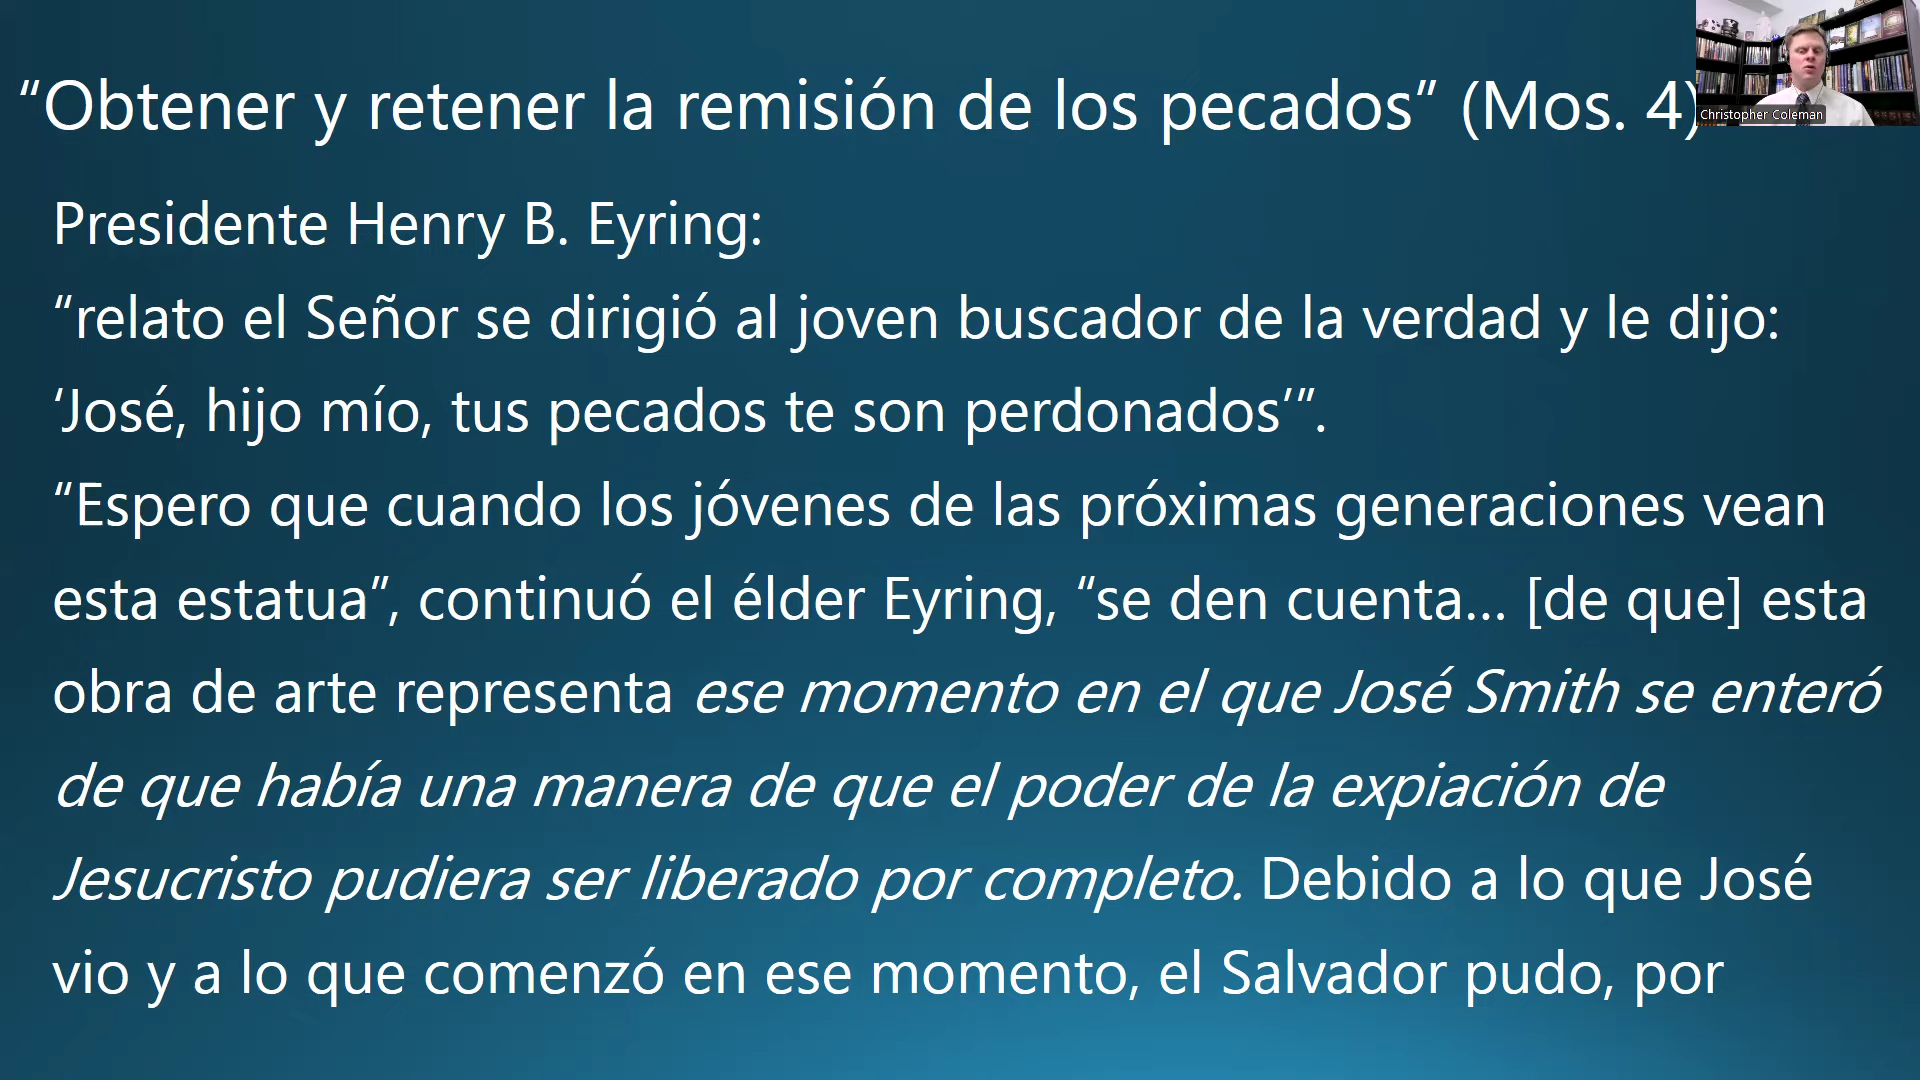 “Obtener y retener la remisión de los pecados” (Mos. 4)
Christopher Coleman
Presidente Henry B. Eyring:
“relato el Señor se dirigió al joven buscador de la verdad y le dijo:
‘José, hijo mío, tus pecados te son perdonados’”.
“Espero que cuando los jóvenes de las próximas generaciones vean
esta estatua”, continuó el élder Eyring, “se den cuenta… [de que] esta
obra de arte representa ese momento en el que José Smith se enteró
de que había una manera de que el poder de la expiación de
Jesucristo pudiera ser liberado por completo. Debido a lo que José
vio y a lo que comenzó en ese momento, el Salvador pudo, por